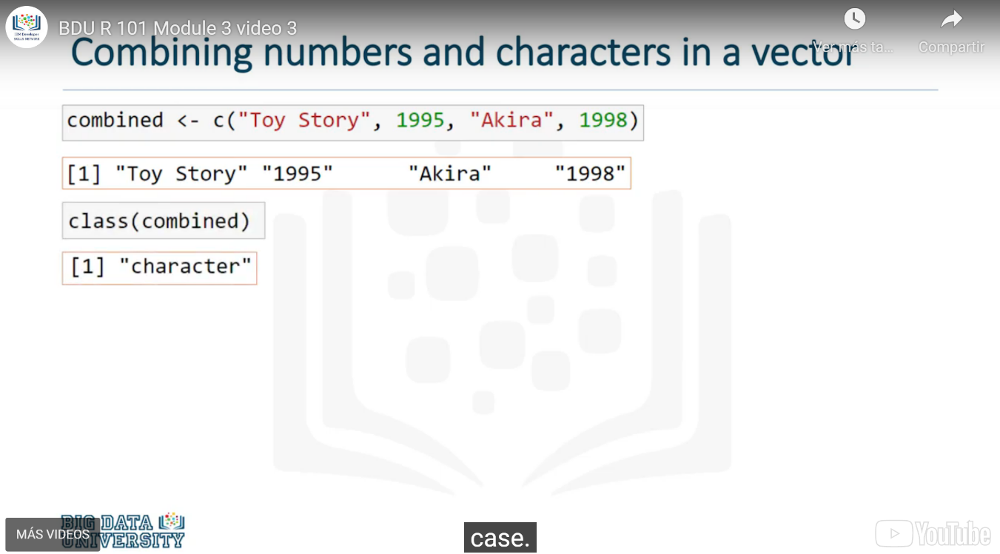 BDU R 101 Module 3 video 3
Ver más ta...
Compartir
Combining numbers and characters in a vector
combined <- c("Toy Story", 1995, "Akira", 1998)
[1] "Toy Story" "1995" "Akira" "1998"
class(combined)
[1] "character"
BIG DATA
UNIVERSITY
MÁS VIDEOS
case.
YouTube